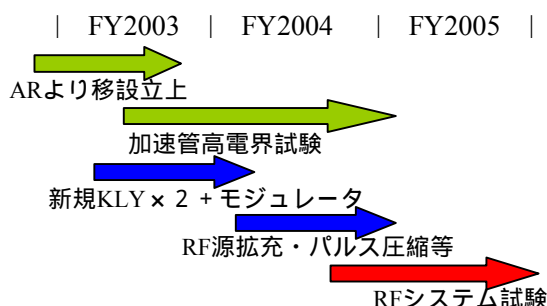 | FY2003 | FY2004 | FY2005 |
ARより移設立上
加速管高電界試験
新規KLY×２＋モジュレータ
RF源拡充・パルス圧縮等
RFシステム試験